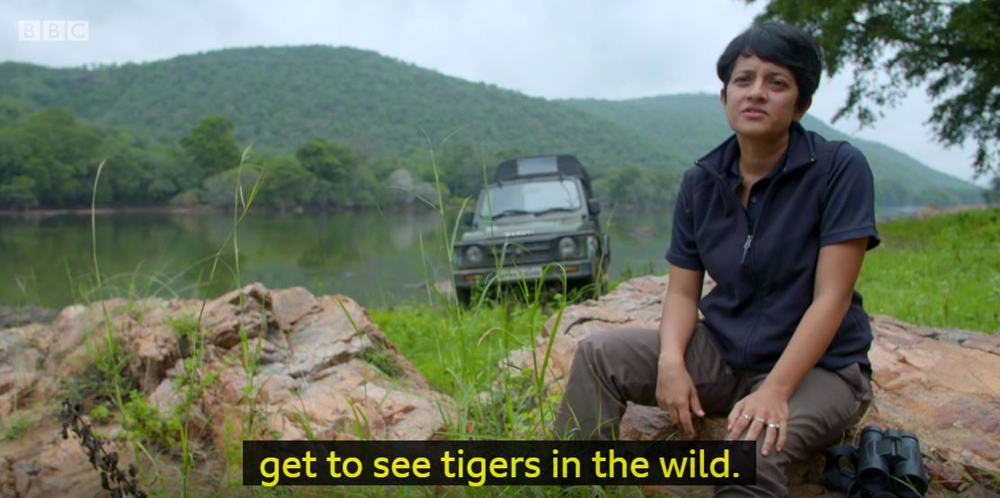 BBC
get to see tigers in the wild.